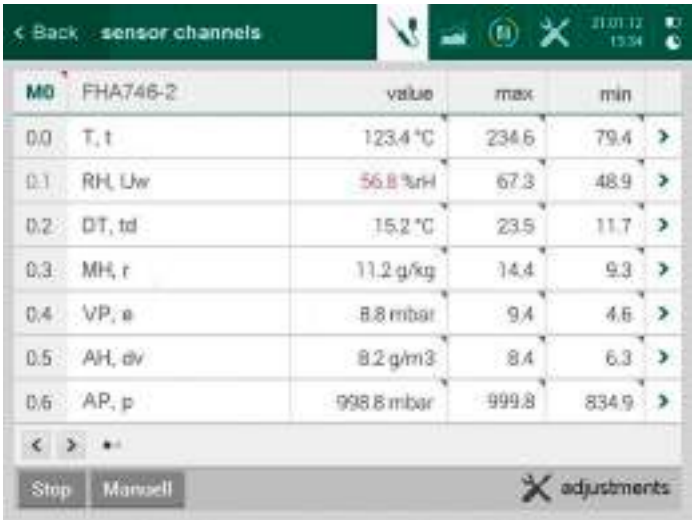 < Back sensor channels 21.01.12
13:34
M0 FHA746-2 value max min
0.0 T, t 123.4 °C 234.6 79.4 >
0.1 RH, Uw 56.8 %rH 67.3 48.9 >
0.2 DT, td 15.2 °C 23.5 11.7 >
0.3 MH, r 11.2 g/kg 14.4 9.3 >
0.4 VP, e 8.8 mbar 9.4 4.6 >
0.5 AH, dv 8.2 g/m3 8.4 6.3 >
0.6 AP, p 998.8 mbar 999.8 834.9 >
< >
Stop Manuell adjustments